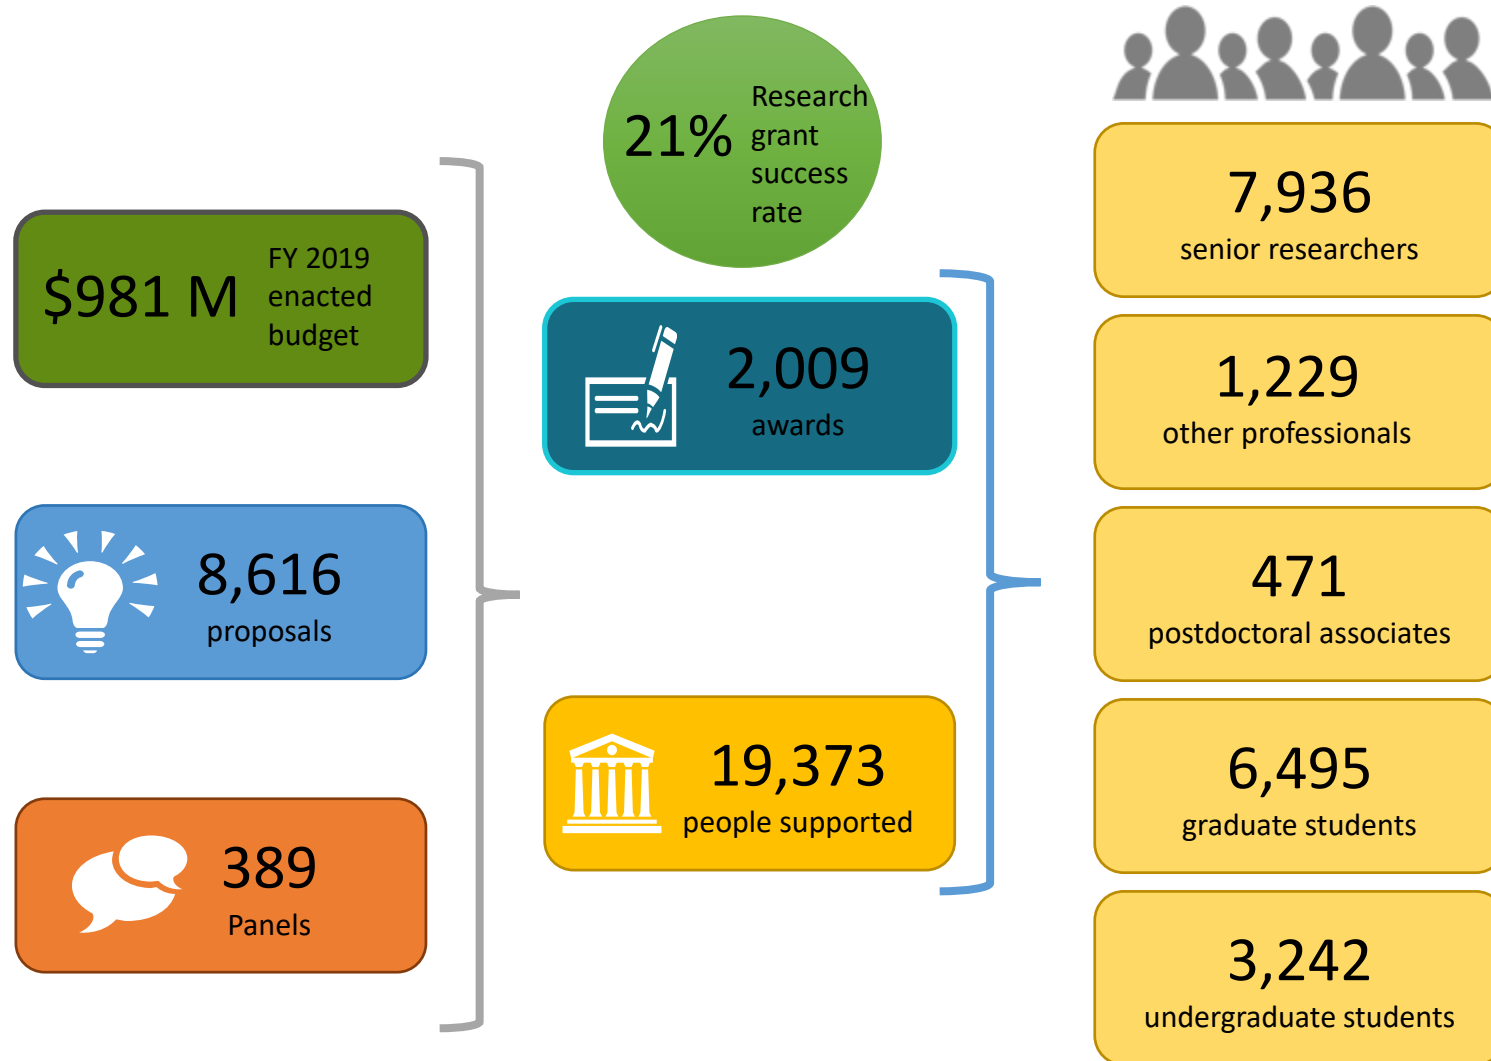 $981 M
FY 2019
enacted
budget
8,616
proposals
389
Panels
21%
Research
grant
success
rate
2,009
awards
19,373
people supported
7,936
senior researchers
1,229
other professionals
471
postdoctoral associates
6,495
graduate students
3,242
undergraduate students